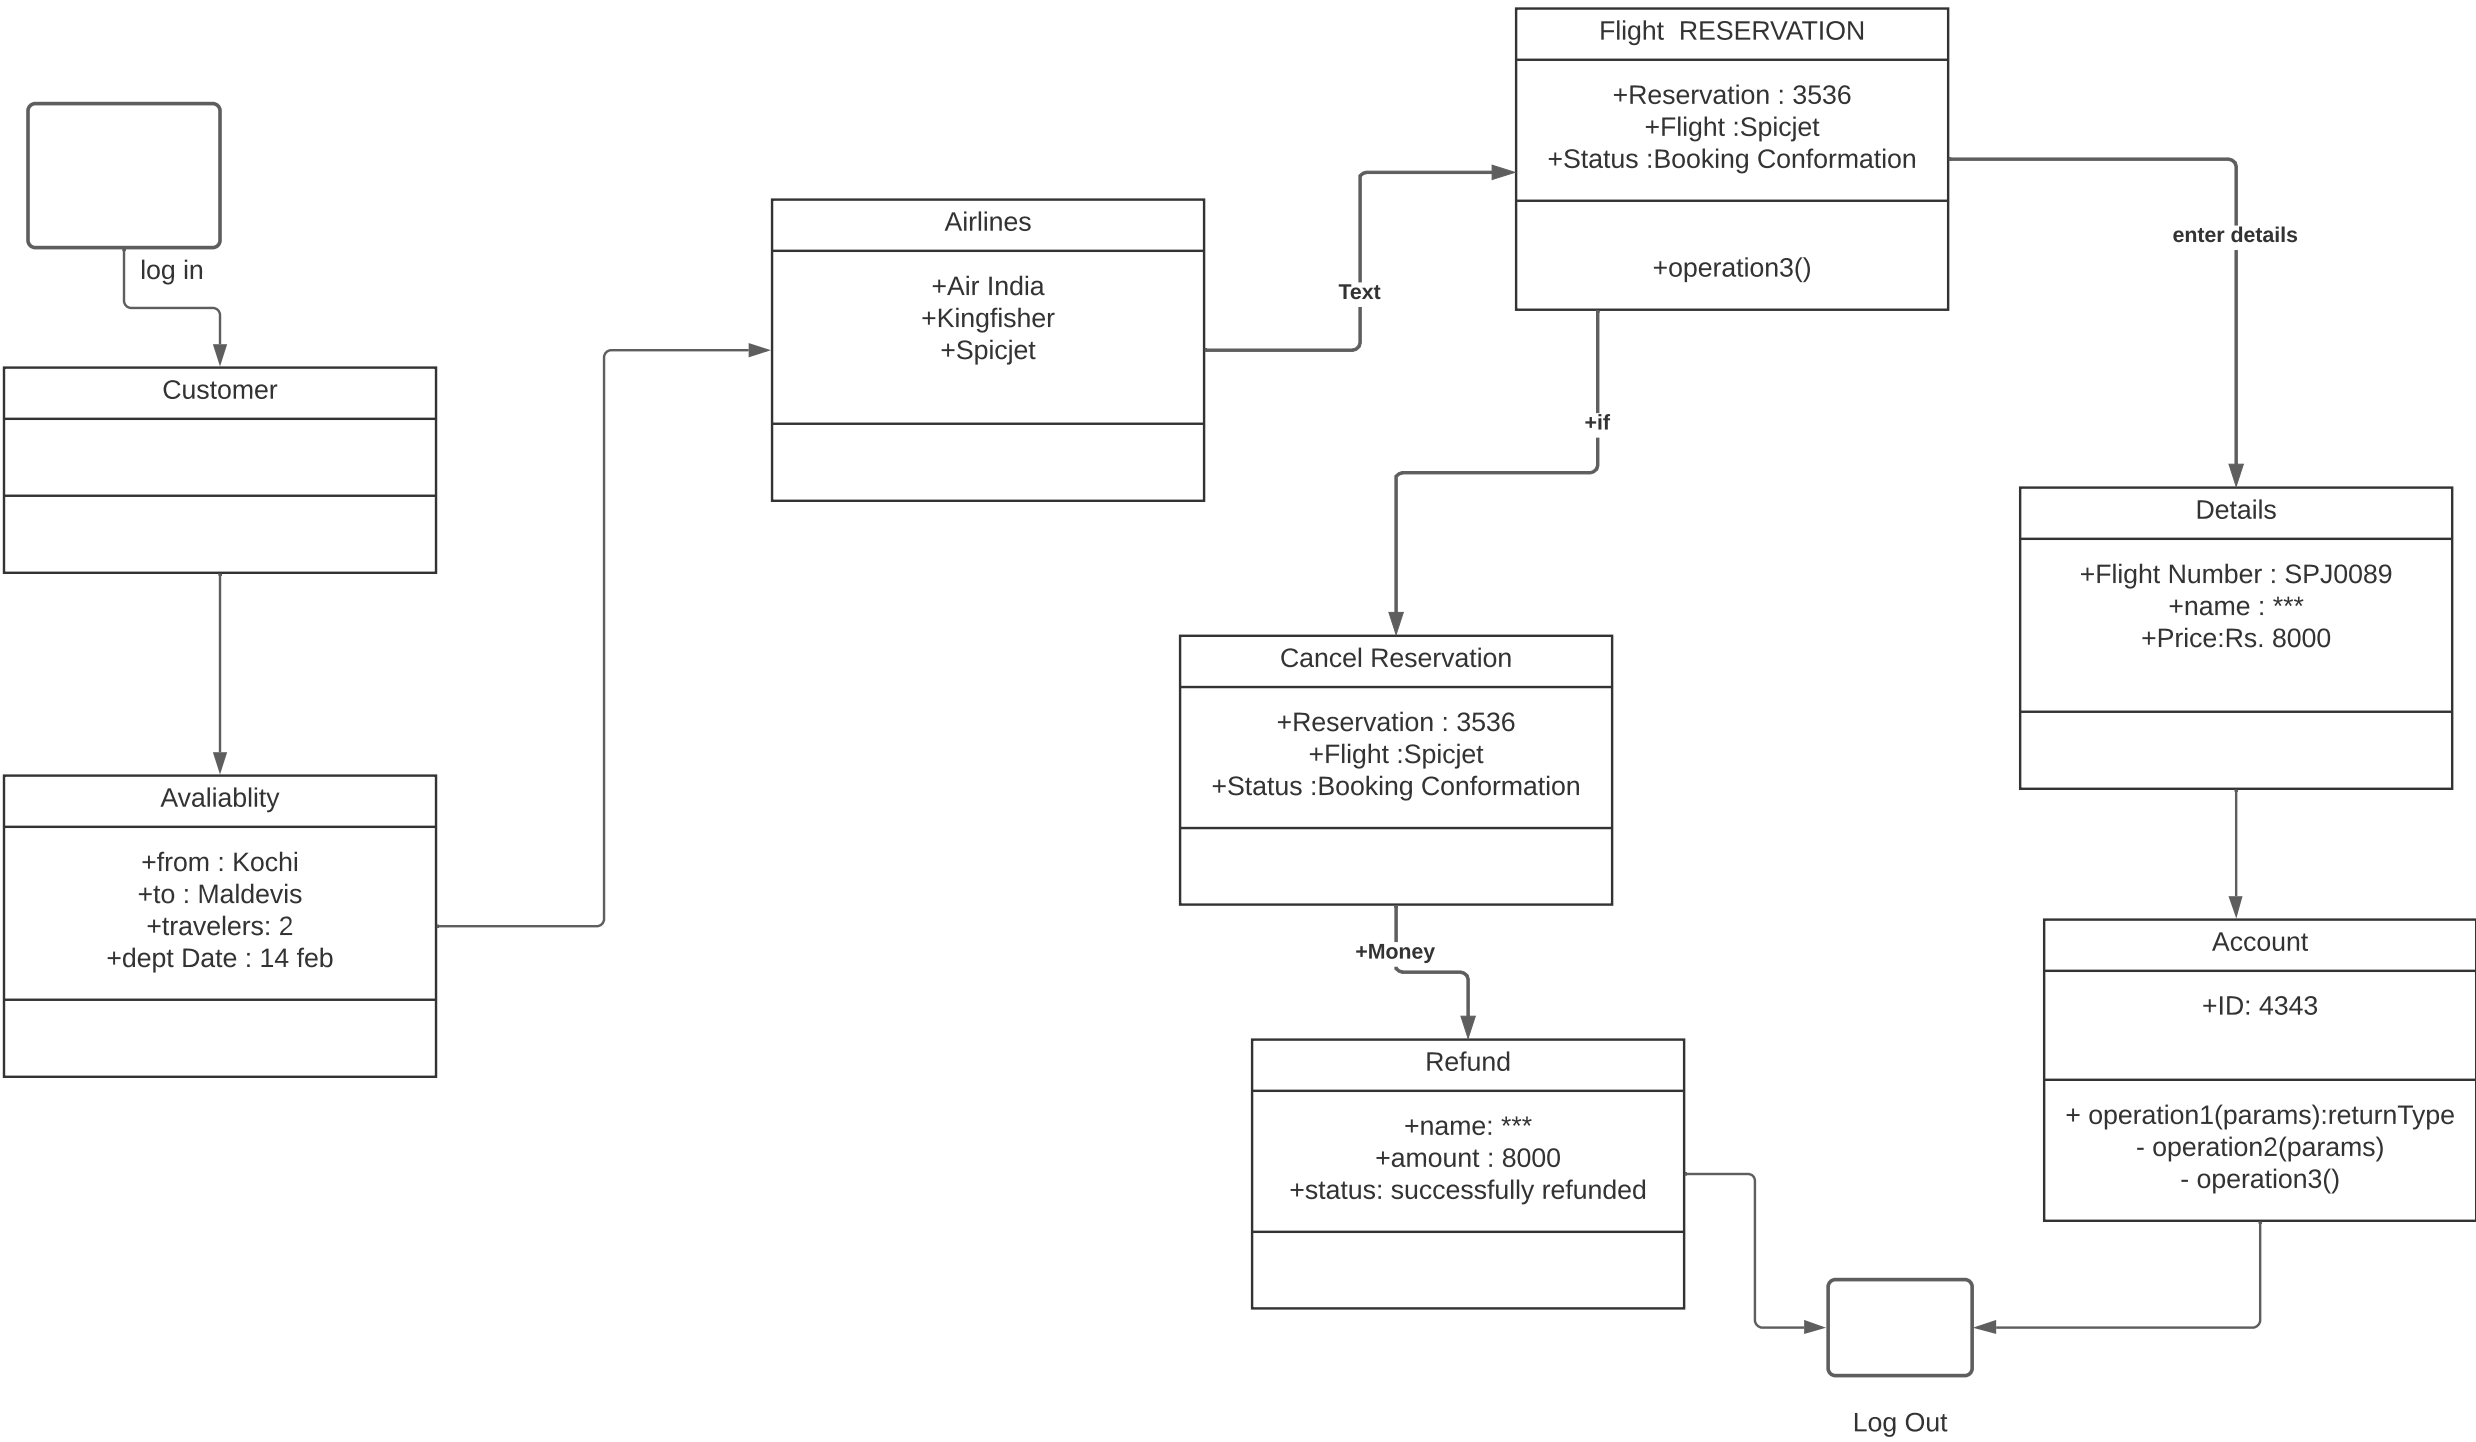 log in
Customer
Avaliablity
+from : Kochi
+to : Maldevis
+travelers: 2
+dept Date : 14 feb
Airlines
+Air India
+Kingfisher
+Spicjet
Text
Flight  RESERVATION
+Reservation : 3536
+Flight :Spicjet
+Status :Booking Conformation
+operation3()
+if
enter details
Cancel Reservation
+Reservation : 3536
+Flight :Spicjet
+Status :Booking Conformation
+Money
Refund
+name: ***
+amount : 8000
+status: successfully refunded
Details
+Flight Number : SPJ0089
+name : ***
+Price:Rs. 8000
Account
+ID: 4343
+ operation1(params):returnType
- operation2(params)
- operation3()
Log Out